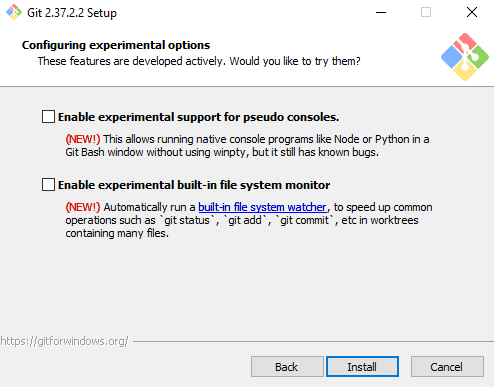 Git 2.37.2.2 Setup
Configuring experimental options
These features are developed actively. Would you like to try them?
Enable experimental support for pseudo consoles.
(NEW!) This allows running native console programs like Node or Python in a
Git Bash window without using winpty, but it still has known bugs.
Enable experimental built-in file system monitor
(NEW!) Automatically run a built-in file system watcher, to speed up common
operations such as `git status`, `git add`, `git commit`, etc in worktrees
containing many files.
https://gitforwindows.org/
Back
Install
Cancel